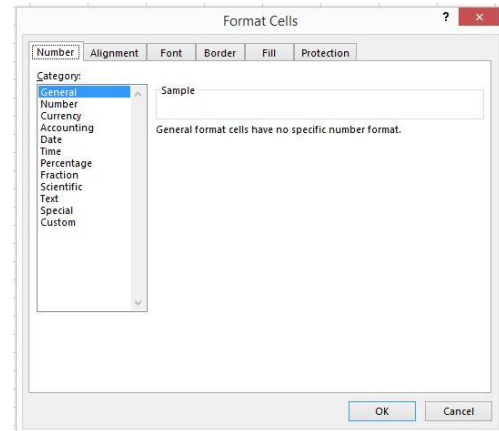 Format Cells ? ×
Number Alignment Font Border Fill Protection
Category:
General
Number
Currency
Accounting
Date
Time
Percentage
Fraction
Scientific
Text
Special
Custom
Sample
General format cells have no specific number format.
OK Cancel